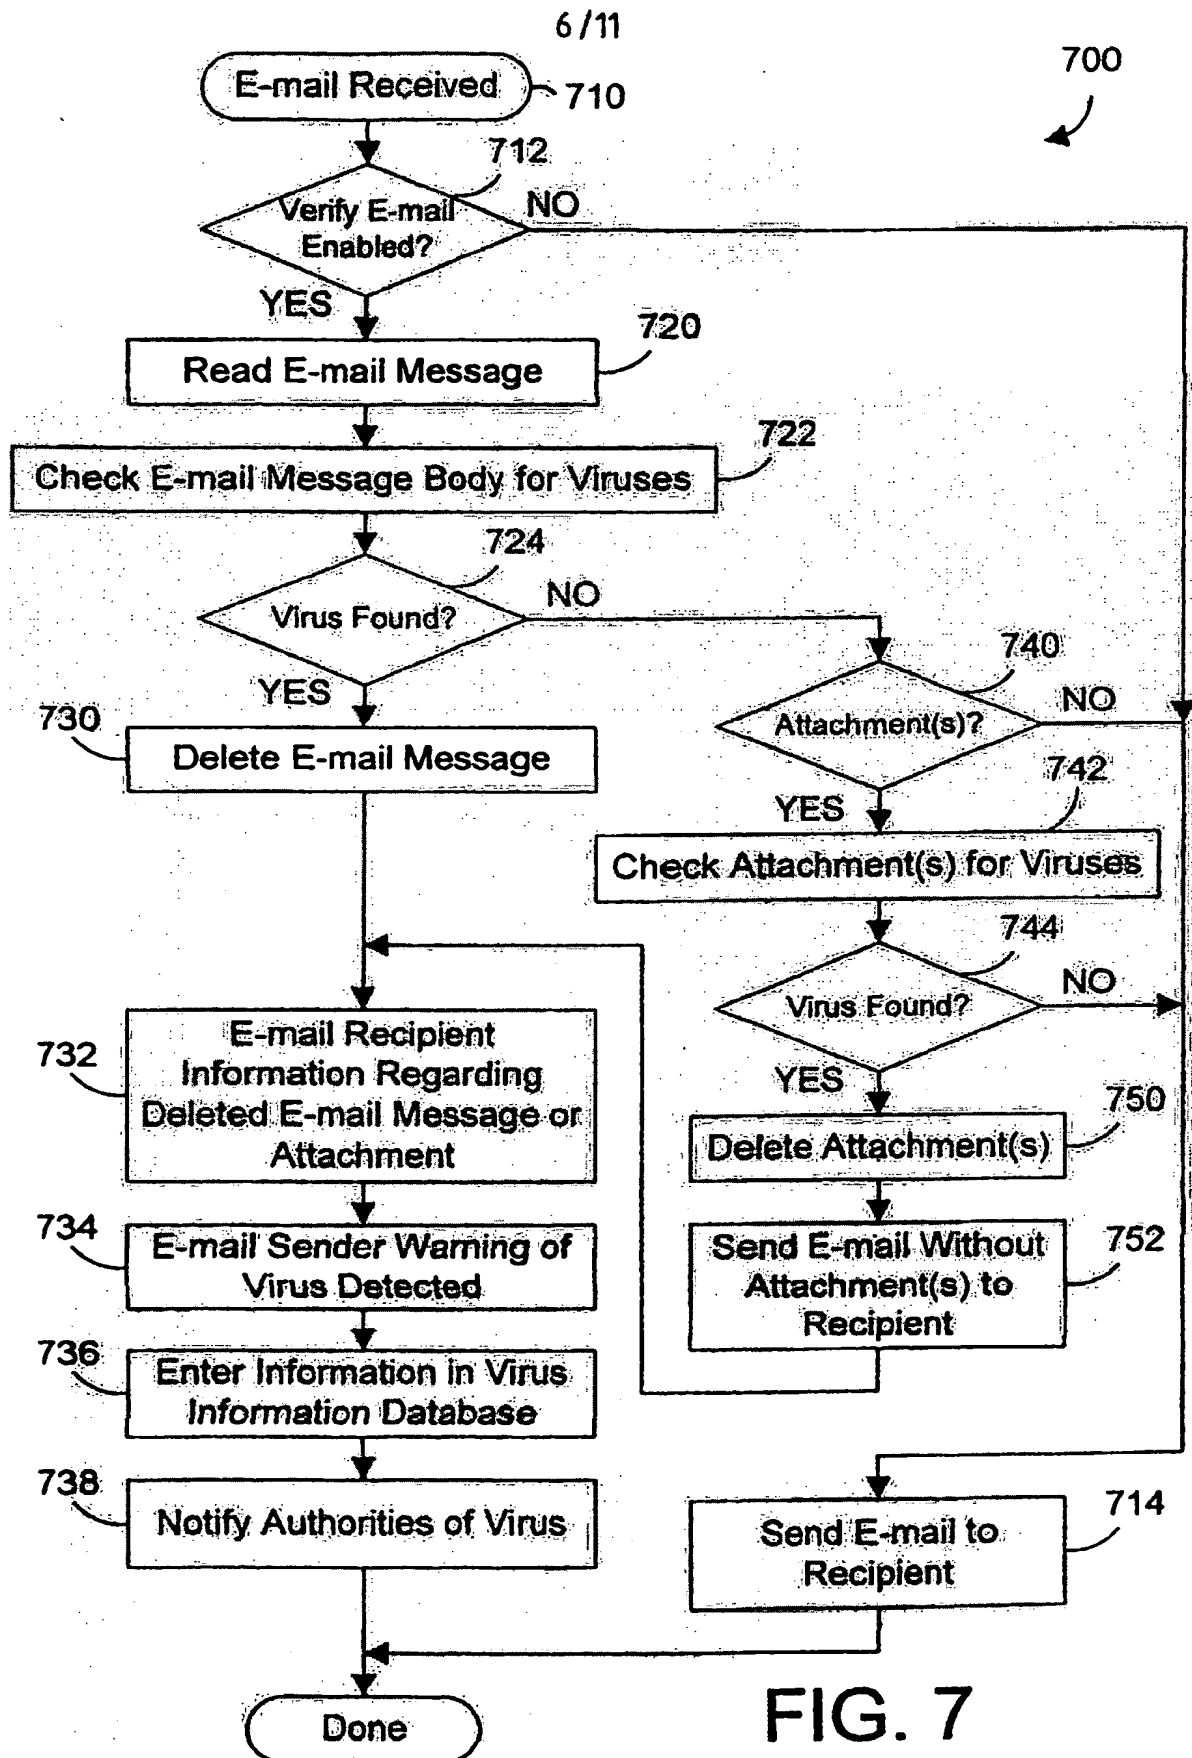 6/11
E-mail Received
710
700
712
Verify E-mail
Enabled?
NO
YES
720
Read E-mail Message
722
Check E-mail Message Body for Viruses
724
Virus Found?
NO
YES
740
Attachment(s)?
NO
730
Delete E-mail Message
742
YES
Check Attachment(s) for Viruses
744
Virus Found?
NO
YES
732
E-mail Recipient
Information Regarding
Deleted E-mail Message or
Attachment
750
Delete Attachment(s)
734
E-mail Sender Warning of
Virus Detected
752
Send E-mail Without
Attachment(s) to
Recipient
736
Enter Information in Virus
Information Database
738
Notify Authorities of Virus
714
Send E-mail to
Recipient
Done
FIG. 7